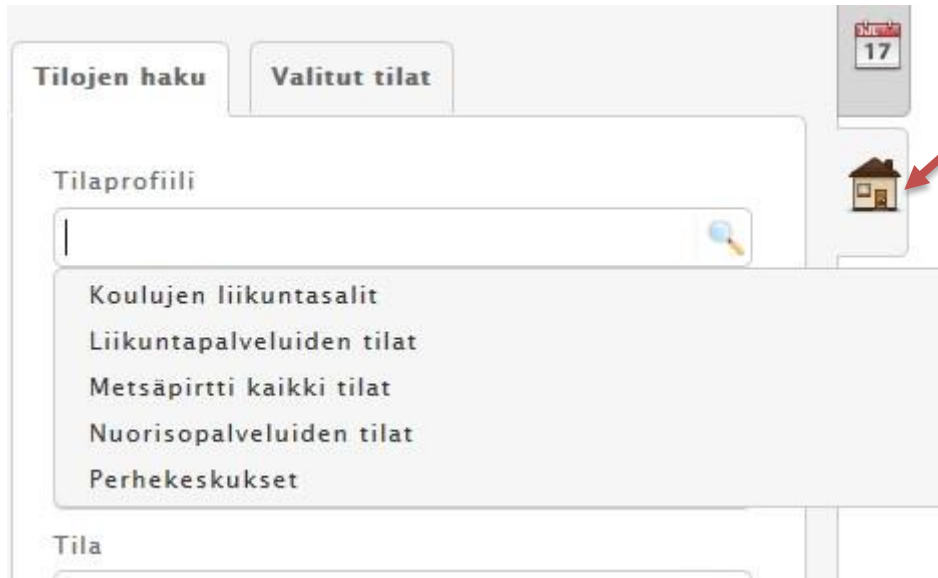 Tilojen haku
Valitut tilat
17
Tilaprofiili
Koulujen liikuntasalit
Liikuntapalveluiden tilat
Metsäpirtti kaikki tilat
Nuorisopalveluiden tilat
Perhekeskukset
Tila